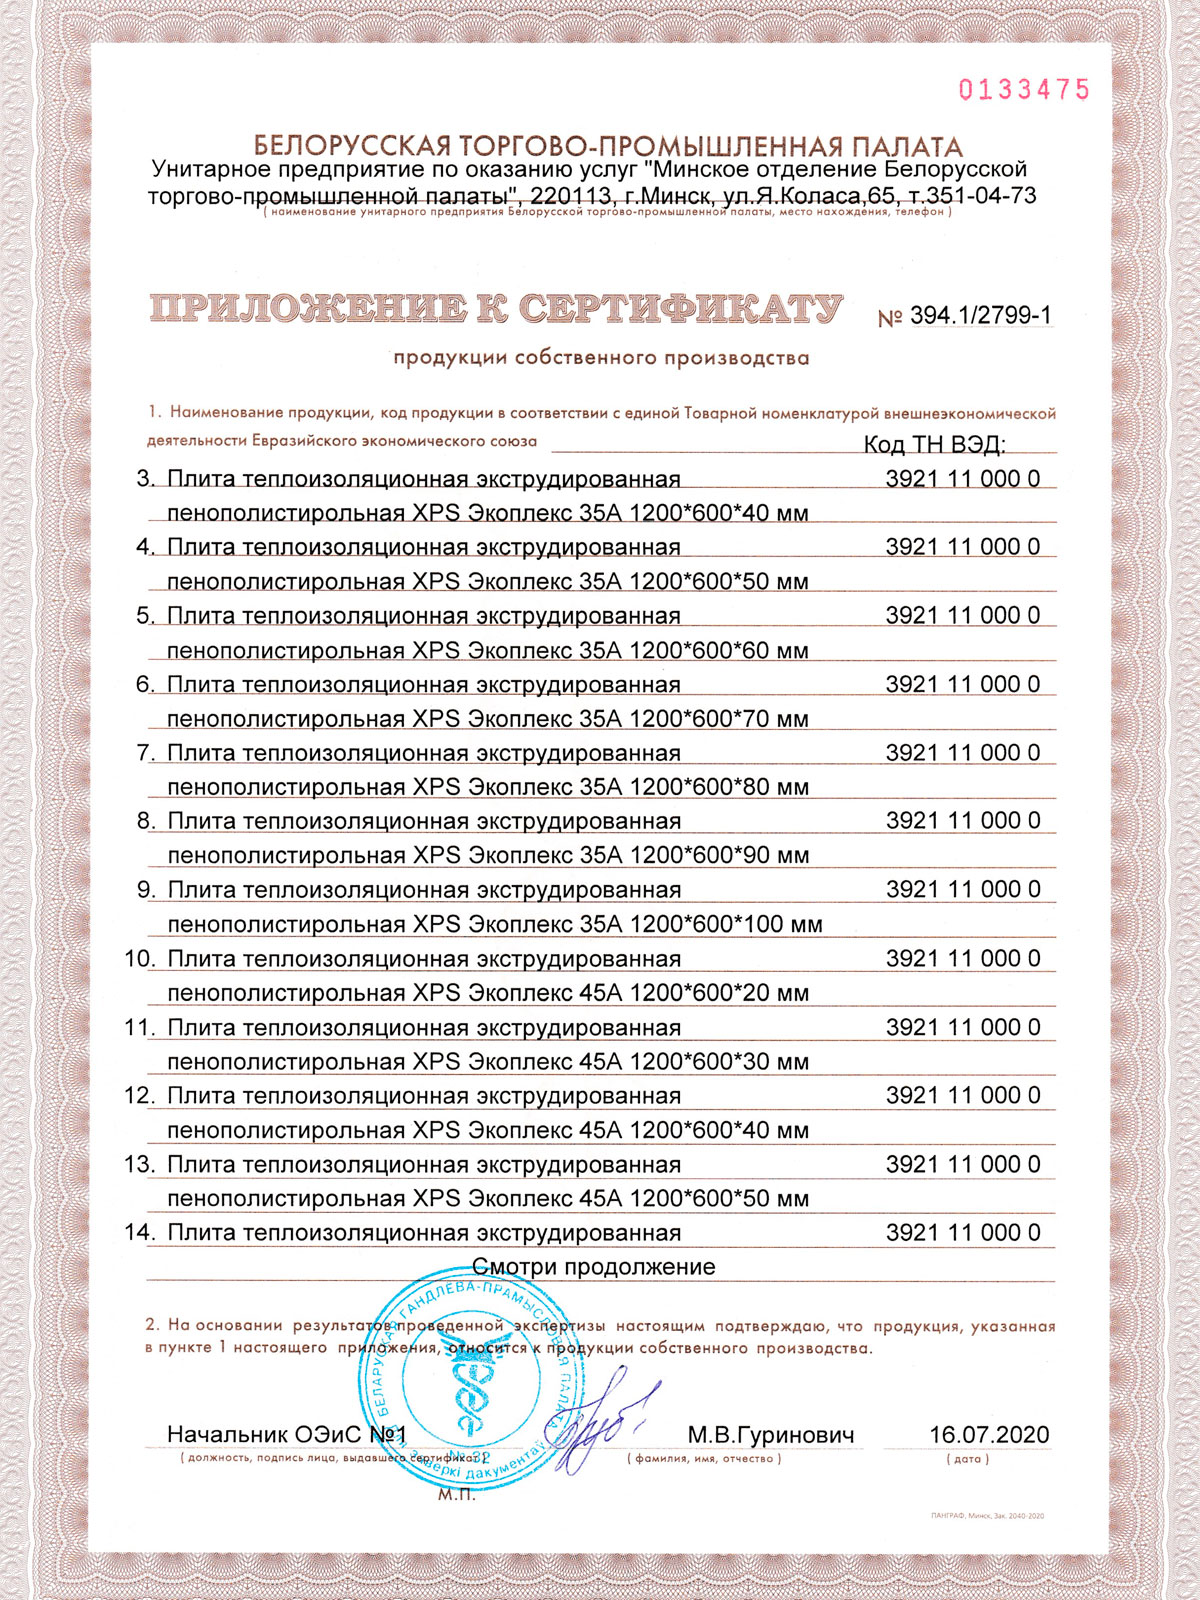 0133475
БЕЛОРУССКАЯ ТОРГОВО-ПРОМЫШЛЕННАЯ ПАЛАТА
Унитарное предприятие по оказанию услуг "Минское отделение Белорусской
торгово-промышленной палаты", 220113, г.Минск, ул.Я.Коласа,65, т.351-04-73
( наименование унитарного предприятия Белорусской торгово-промышленной палаты, место нахождения, телефон )
ПРИЛОЖЕНИЕ К СЕРТИФИКАТУ № 394.1/2799-1
продукции собственного производства
1. Наименование продукции, код продукции в соответствии с единой Товарной номенклатурой внешнеэкономической
деятельности Евразийского экономического союза Код ТН ВЭД:
3. Плита теплоизоляционная экструдированная 3921 11 000 0
пенополистирольная XPS Экоплекс 35А 1200*600*40 мм
4. Плита теплоизоляционная экструдированная 3921 11 000 0
пенополистирольная XPS Экоплекс 35А 1200*600*50 мм
5. Плита теплоизоляционная экструдированная 3921 11 000 0
пенополистирольная XPS Экоплекс 35А 1200*600*60 мм
6. Плита теплоизоляционная экструдированная 3921 11 000 0
пенополистирольная XPS Экоплекс 35А 1200*600*70 мм
7. Плита теплоизоляционная экструдированная 3921 11 000 0
пенополистирольная XPS Экоплекс 35А 1200*600*80 мм
8. Плита теплоизоляционная экструдированная 3921 11 000 0
пенополистирольная XPS Экоплекс 35А 1200*600*90 мм
9. Плита теплоизоляционная экструдированная 3921 11 000 0
пенополистирольная XPS Экоплекс 35А 1200*600*100 мм
10. Плита теплоизоляционная экструдированная 3921 11 000 0
пенополистирольная XPS Экоплекс 45А 1200*600*20 мм
11. Плита теплоизоляционная экструдированная 3921 11 000 0
пенополистирольная XPS Экоплекс 45А 1200*600*30 мм
12. Плита теплоизоляционная экструдированная 3921 11 000 0
пенополистирольная XPS Экоплекс 45А 1200*600*40 мм
13. Плита теплоизоляционная экструдированная 3921 11 000 0
пенополистирольная XPS Экоплекс 45А 1200*600*50 мм
14. Плита теплоизоляционная экструдированная 3921 11 000 0
Смотри продолжение
2. На основании результатов проведенной экспертизы настоящим подтверждаю, что продукция, указанная
в пункте 1 настоящего приложения, относится к продукции собственного производства.
БЕЛАРУСКАЯ ГАНДЛЁВА-ПРАМЫСЛОВАЯ ПАЛАТА
Для заверкі дакументаў
№ 32
Начальник ОЭиС №1 М.В.Гуринович 16.07.2020
( должность, подпись лица, выдавшего сертификат ) ( фамилия, имя, отчество ) ( дата )
М.П.
ПАНГРАФ, Минск, Зак. 2040-2020